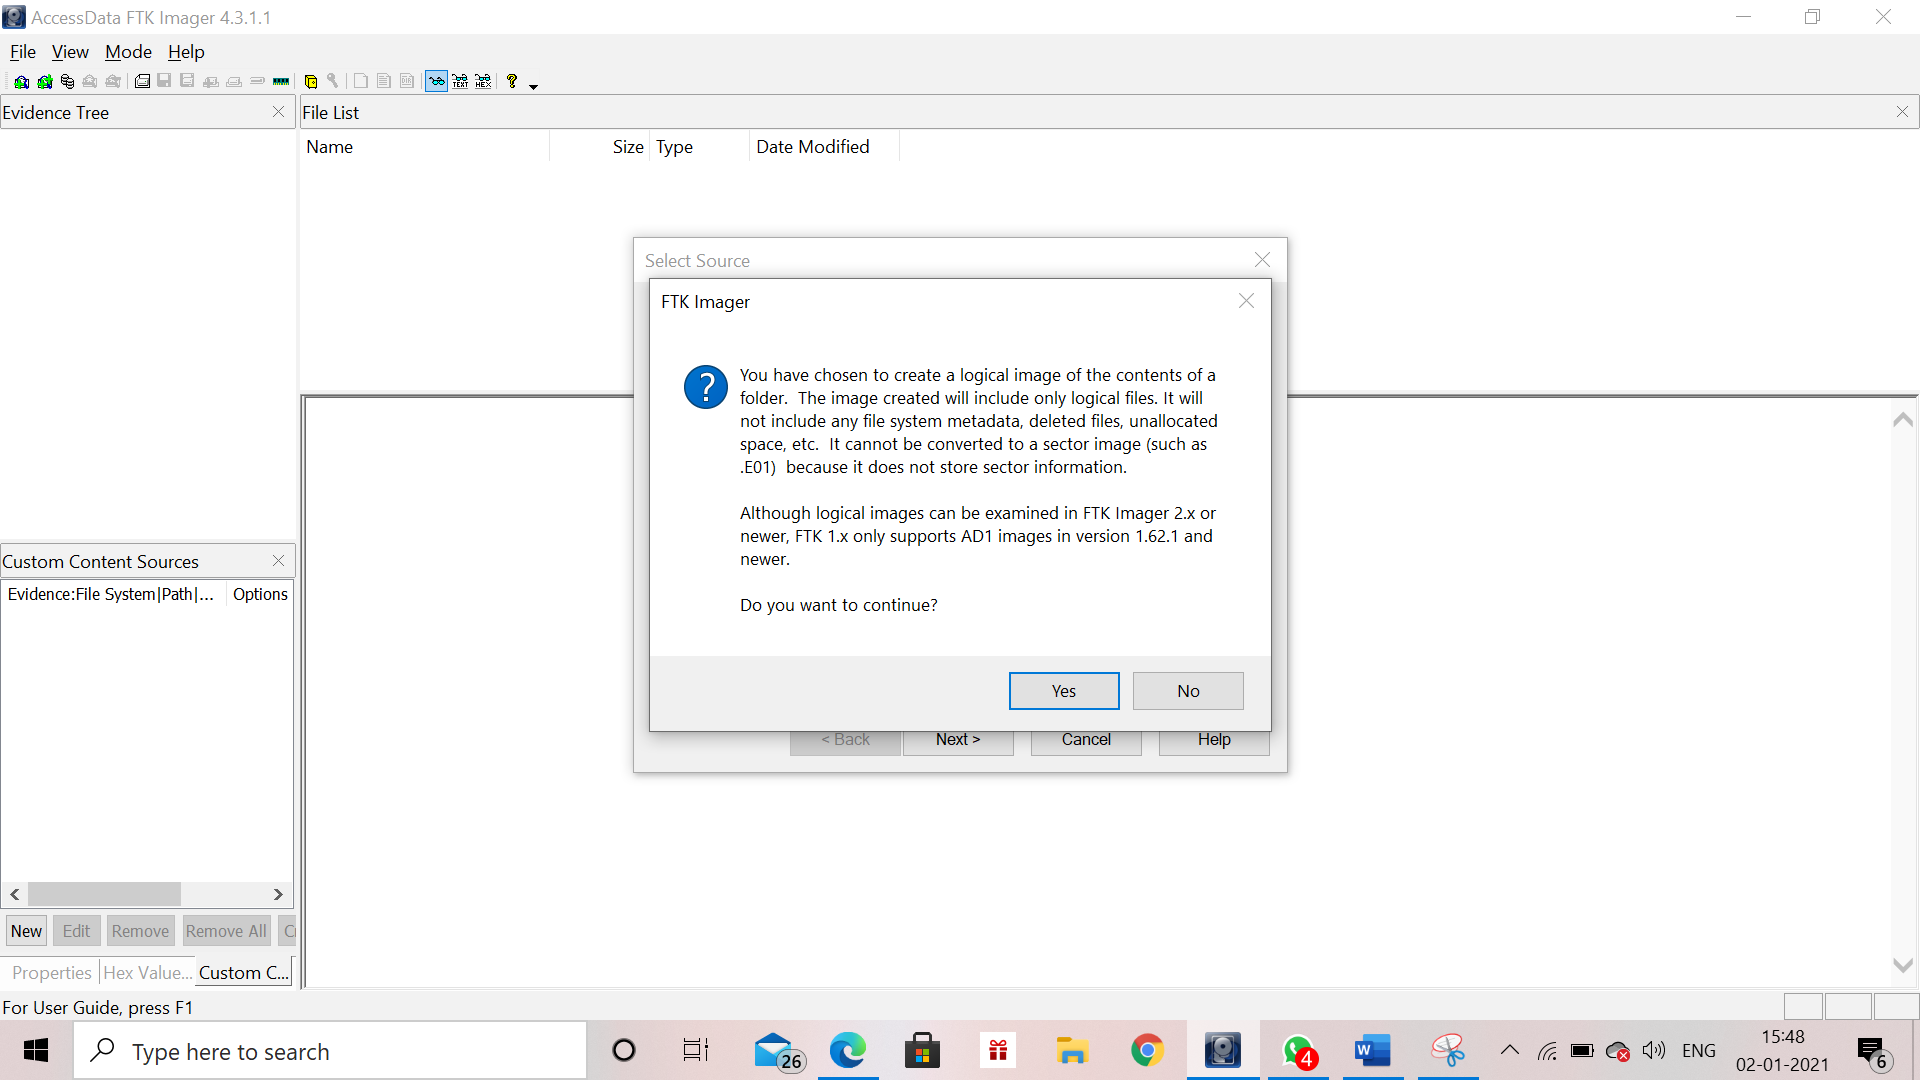 AccessData FTK Imager 4.3.1.1
File View Mode Help
TEXT HEX ?
Evidence Tree
File List
Name Size Type Date Modified
Select Source
FTK Imager
?
You have chosen to create a logical image of the contents of a
folder. The image created will include only logical files. It will
not include any file system metadata, deleted files, unallocated
space, etc. It cannot be converted to a sector image (such as
.E01) because it does not store sector information.
Although logical images can be examined in FTK Imager 2.x or
newer, FTK 1.x only supports AD1 images in version 1.62.1 and
newer.
Do you want to continue?
Yes No
< Back Next > Cancel Help
Custom Content Sources
Evidence:File System|Path|... Options
New Edit Remove Remove All
Properties Hex Value... Custom C...
For User Guide, press F1
Type here to search
26
4
W
ENG
15:48
02-01-2021
6